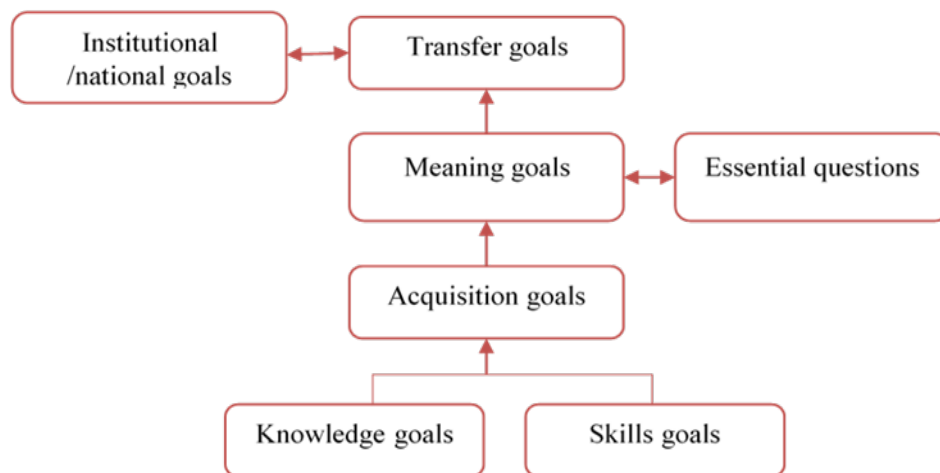 Institutional
/national goals
Transfer goals
Meaning goals
Essential questions
Acquisition goals
Knowledge goals
Skills goals